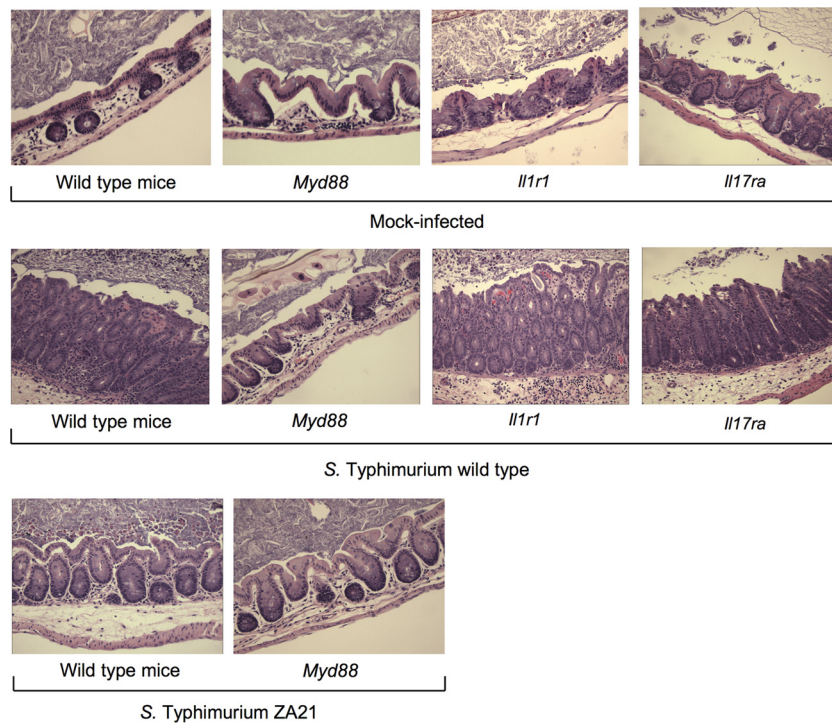 Wild type mice Myd88 Il1r1 Il17ra
Mock-infected
Wild type mice Myd88 Il1r1 Il17ra
S. Typhimurium wild type
Wild type mice Myd88
S. Typhimurium ZA21